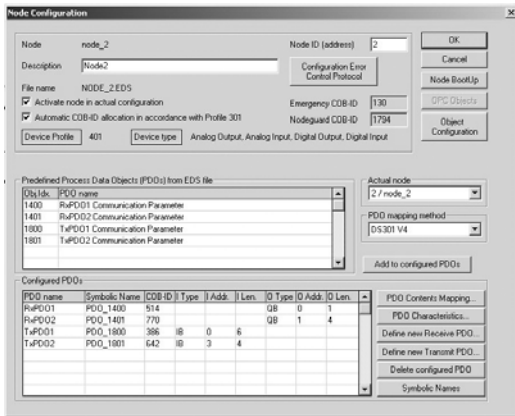 Node Configuration
Node node_2 Node ID (address) 2 OK
Description Node2 Configuration Error Control Protocol Cancel
File name NODE_2.EDS Node BootUp
Activate node in actual configuration Emergency COB-ID 130 OPC Objects
Automatic COB-ID allocation in accordance with Profile 301 Nodeguard COB-ID 1794 Object Configuration
Device Profile 401 Device type Analog Output, Analog Input, Digital Output, Digital Input
Predefined Process Data Objects (PDOs) from EDS file Actual node
Obj.Idx. PDO name 2 / node_2
1400 RxPDO1 Communication Parameter
1401 RxPDO2 Communication Parameter PDO mapping method
1800 TxPDO1 Communication Parameter DS301 V4
1801 TxPDO2 Communication Parameter
Add to configured PDOs
Configured PDOs
PDO name Symbolic Name COB-ID I Type I Addr. I Len. O Type O Addr. O Len. PDO Contents Mapping...
RxPDO1 PDO_1400 514 QB 0 1
RxPDO2 PDO_1401 770 QB 1 4 PDO Characteristics...
TxPDO1 PDO_1800 386 IB 0 6 Define new Receive PDO...
TxPDO2 PDO_1801 642 IB 3 4 Define new Transmit PDO...
Delete configured PDO
Symbolic Names